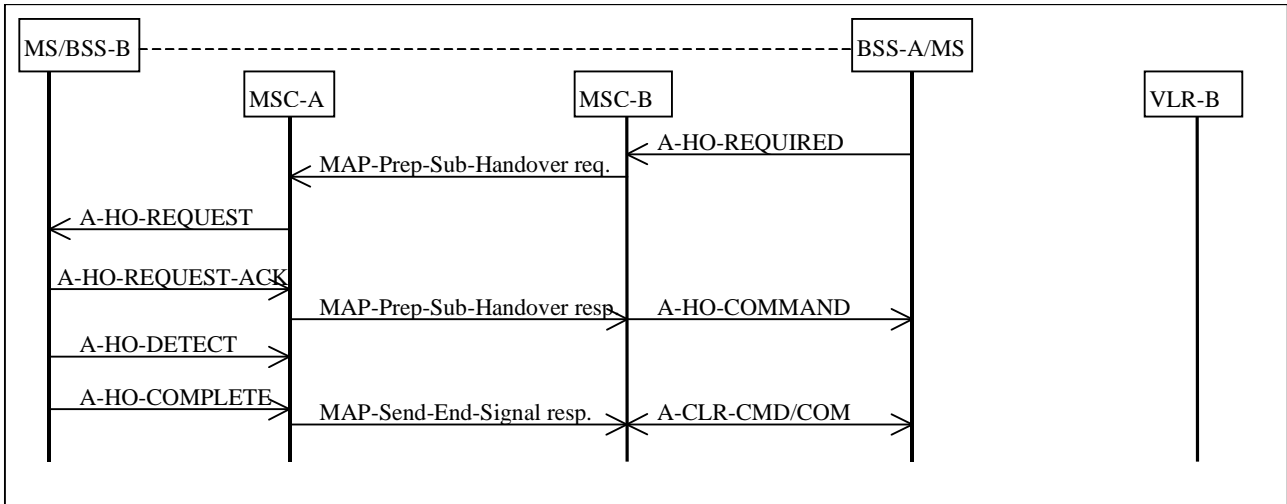 MS/BSS-B
BSS-A/MS
MSC-A
MSC-B
VLR-B
A-HO-REQUIRED
MAP-Prep-Sub-Handover req.
A-HO-REQUEST
A-HO-REQUEST-ACK
MAP-Prep-Sub-Handover resp
A-HO-COMMAND
A-HO-DETECT
A-HO-COMPLETE
MAP-Send-End-Signal resp.
A-CLR-CMD/COM